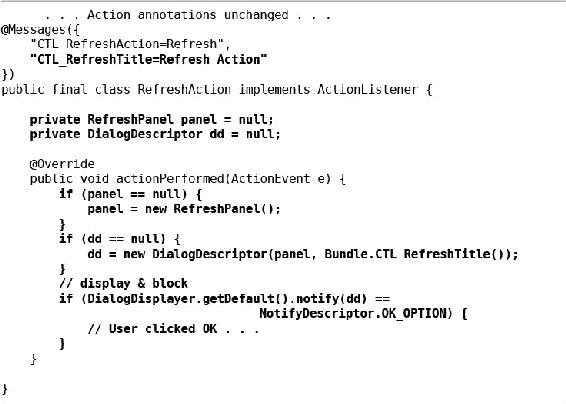 . . . Action annotations unchanged . . .
@Messages({
    "CTL_RefreshAction=Refresh",
    "CTL_RefreshTitle=Refresh Action"
})
public final class RefreshAction implements ActionListener {

    private RefreshPanel panel = null;
    private DialogDescriptor dd = null;

    @Override
    public void actionPerformed(ActionEvent e) {
        if (panel == null) {
            panel = new RefreshPanel();
        }
        if (dd == null) {
            dd = new DialogDescriptor(panel, Bundle.CTL_RefreshTitle());
        }
        // display & block
        if (DialogDisplayer.getDefault().notify(dd) ==
                                    NotifyDescriptor.OK_OPTION) {
            // User clicked OK . . .
        }
    }

}